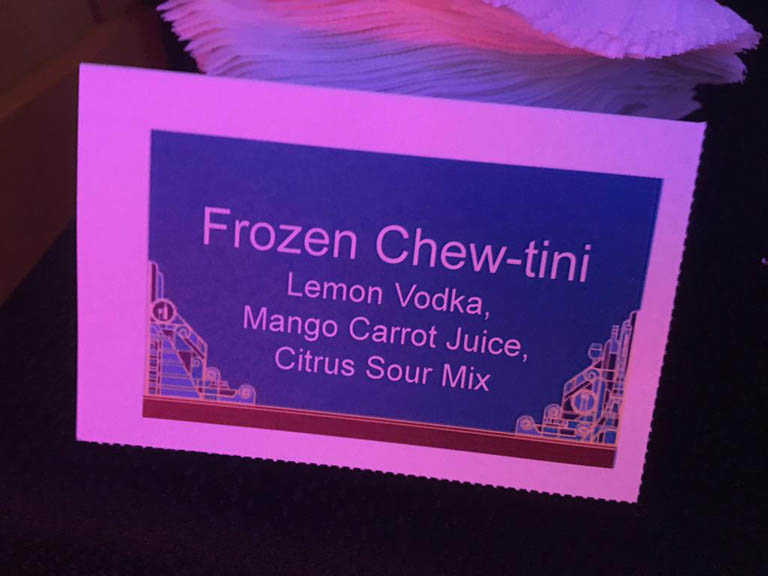 Frozen Chew-tini
Lemon Vodka,
Mango Carrot Juice,
Citrus Sour Mix